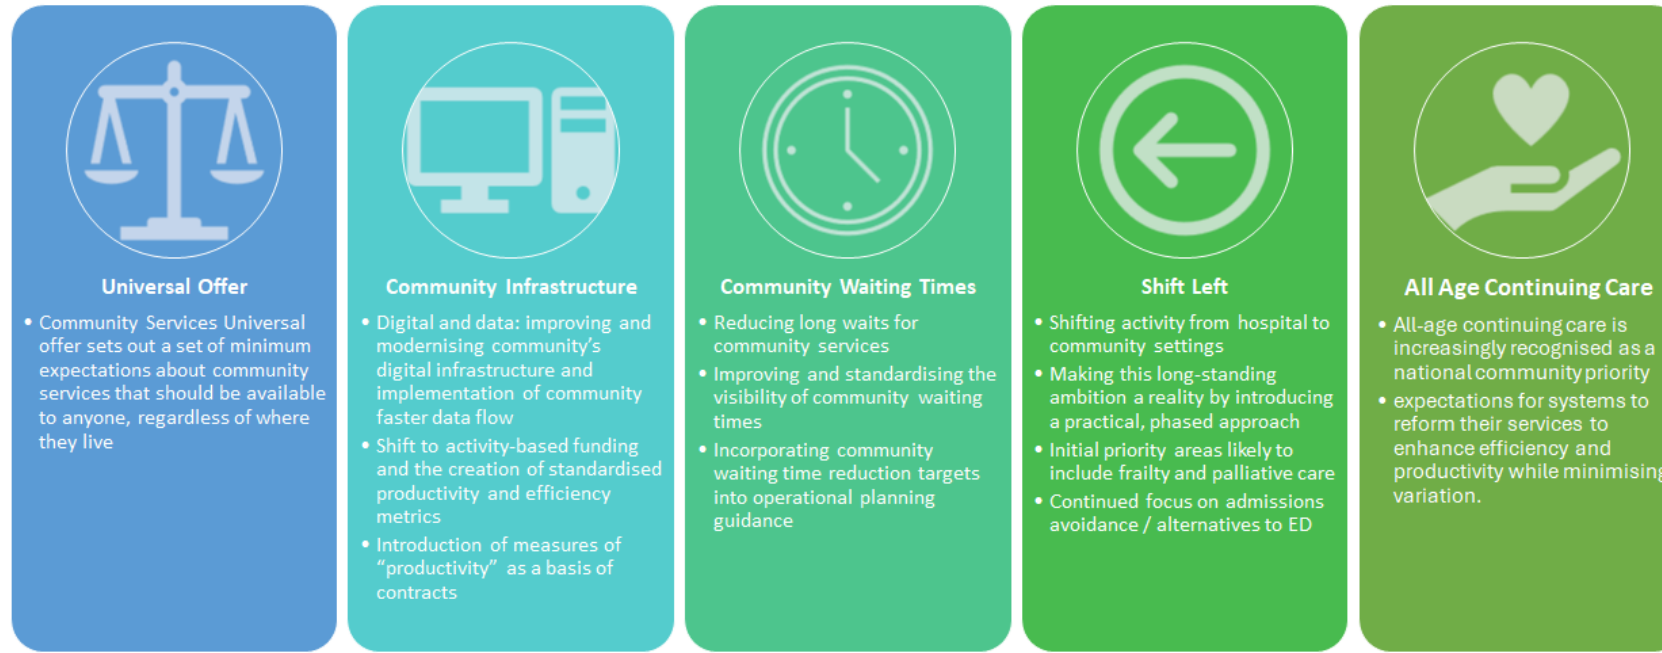 Universal Offer
• Community Services Universal
offer sets out a set of minimum
expectations about community
services that should be available
to anyone, regardless of where
they live
Community Infrastructure
• Digital and data: improving and
modernising community’s
digital infrastructure and
implementation of community
faster data flow
• Shift to activity-based funding
and the creation of standardised
productivity and efficiency
metrics
• Introduction of measures of
“productivity” as a basis of
contracts
Community Waiting Times
• Reducing long waits for
community services
• Improving and standardising the
visibility of community waiting
times
• Incorporating community
waiting time reduction targets
into operational planning
guidance
Shift Left
• Shifting activity from hospital to
community settings
• Making this long-standing
ambition a reality by introducing
a practical, phased approach
• Initial priority areas likely to
include frailty and palliative care
• Continued focus on admissions
avoidance / alternatives to ED
All Age Continuing Care
• All-age continuing care is
increasingly recognised as a
national community priority
• expectations for systems to
reform their services to
enhance efficiency and
productivity while minimising
variation.